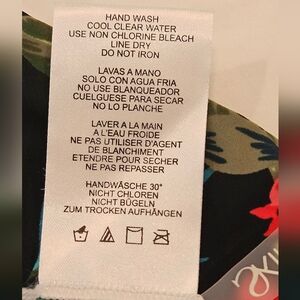 HAND WASH
COOL CLEAR WATER
USE NON CHLORINE BLEACH
LINE DRY
DO NOT IRON
LAVAS A MANO
SOLO CON AGUA FRIA
NO USE BLANQUEADOR
CUELGUESE PARA SECAR
NO LO PLANCHE
LAVER A LA MAIN
A L'EAU FROIDE
NE PAS UTILISER D'AGENT
DE BLANCHIMENT
ETENDRE POUR SECHER
NE PAS REPASSER
HANDWÄSCHE 30°
NICHT CHLOREN
NICHT BÜGELN
ZUM TROCKEN AUFHÄNGEN